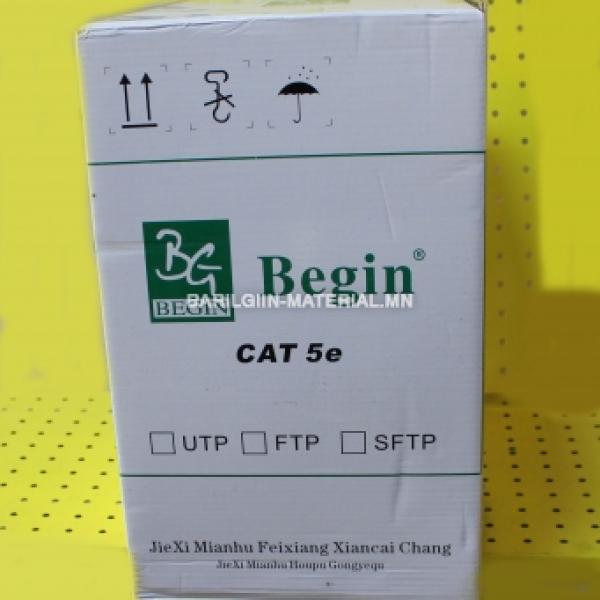 BG
BEGIN
Begin®
BARILGIIN-MATERIAL.MN
CAT 5e
UTP FTP SFTP
JieXi Mianhu Feixiang Xiancai Chang
JieXi Mianhu Houpu Gongyequ